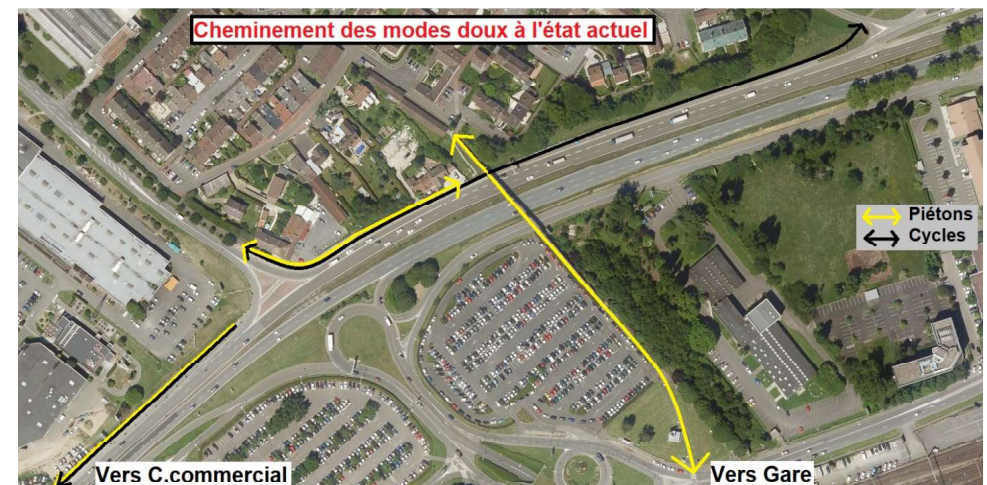 Cheminement des modes doux à l'état actuel
Piétons
Cycles
Vers C.commercial
Vers Gare